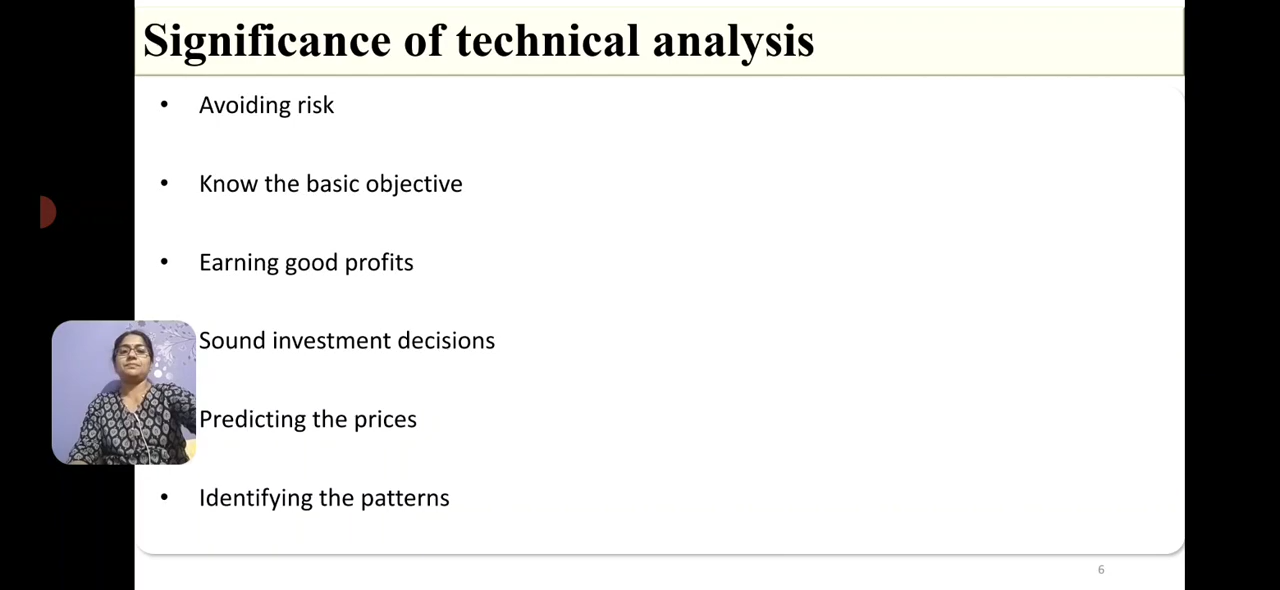 Significance of technical analysis
• Avoiding risk
• Know the basic objective
• Earning good profits
Sound investment decisions
Predicting the prices
• Identifying the patterns
6